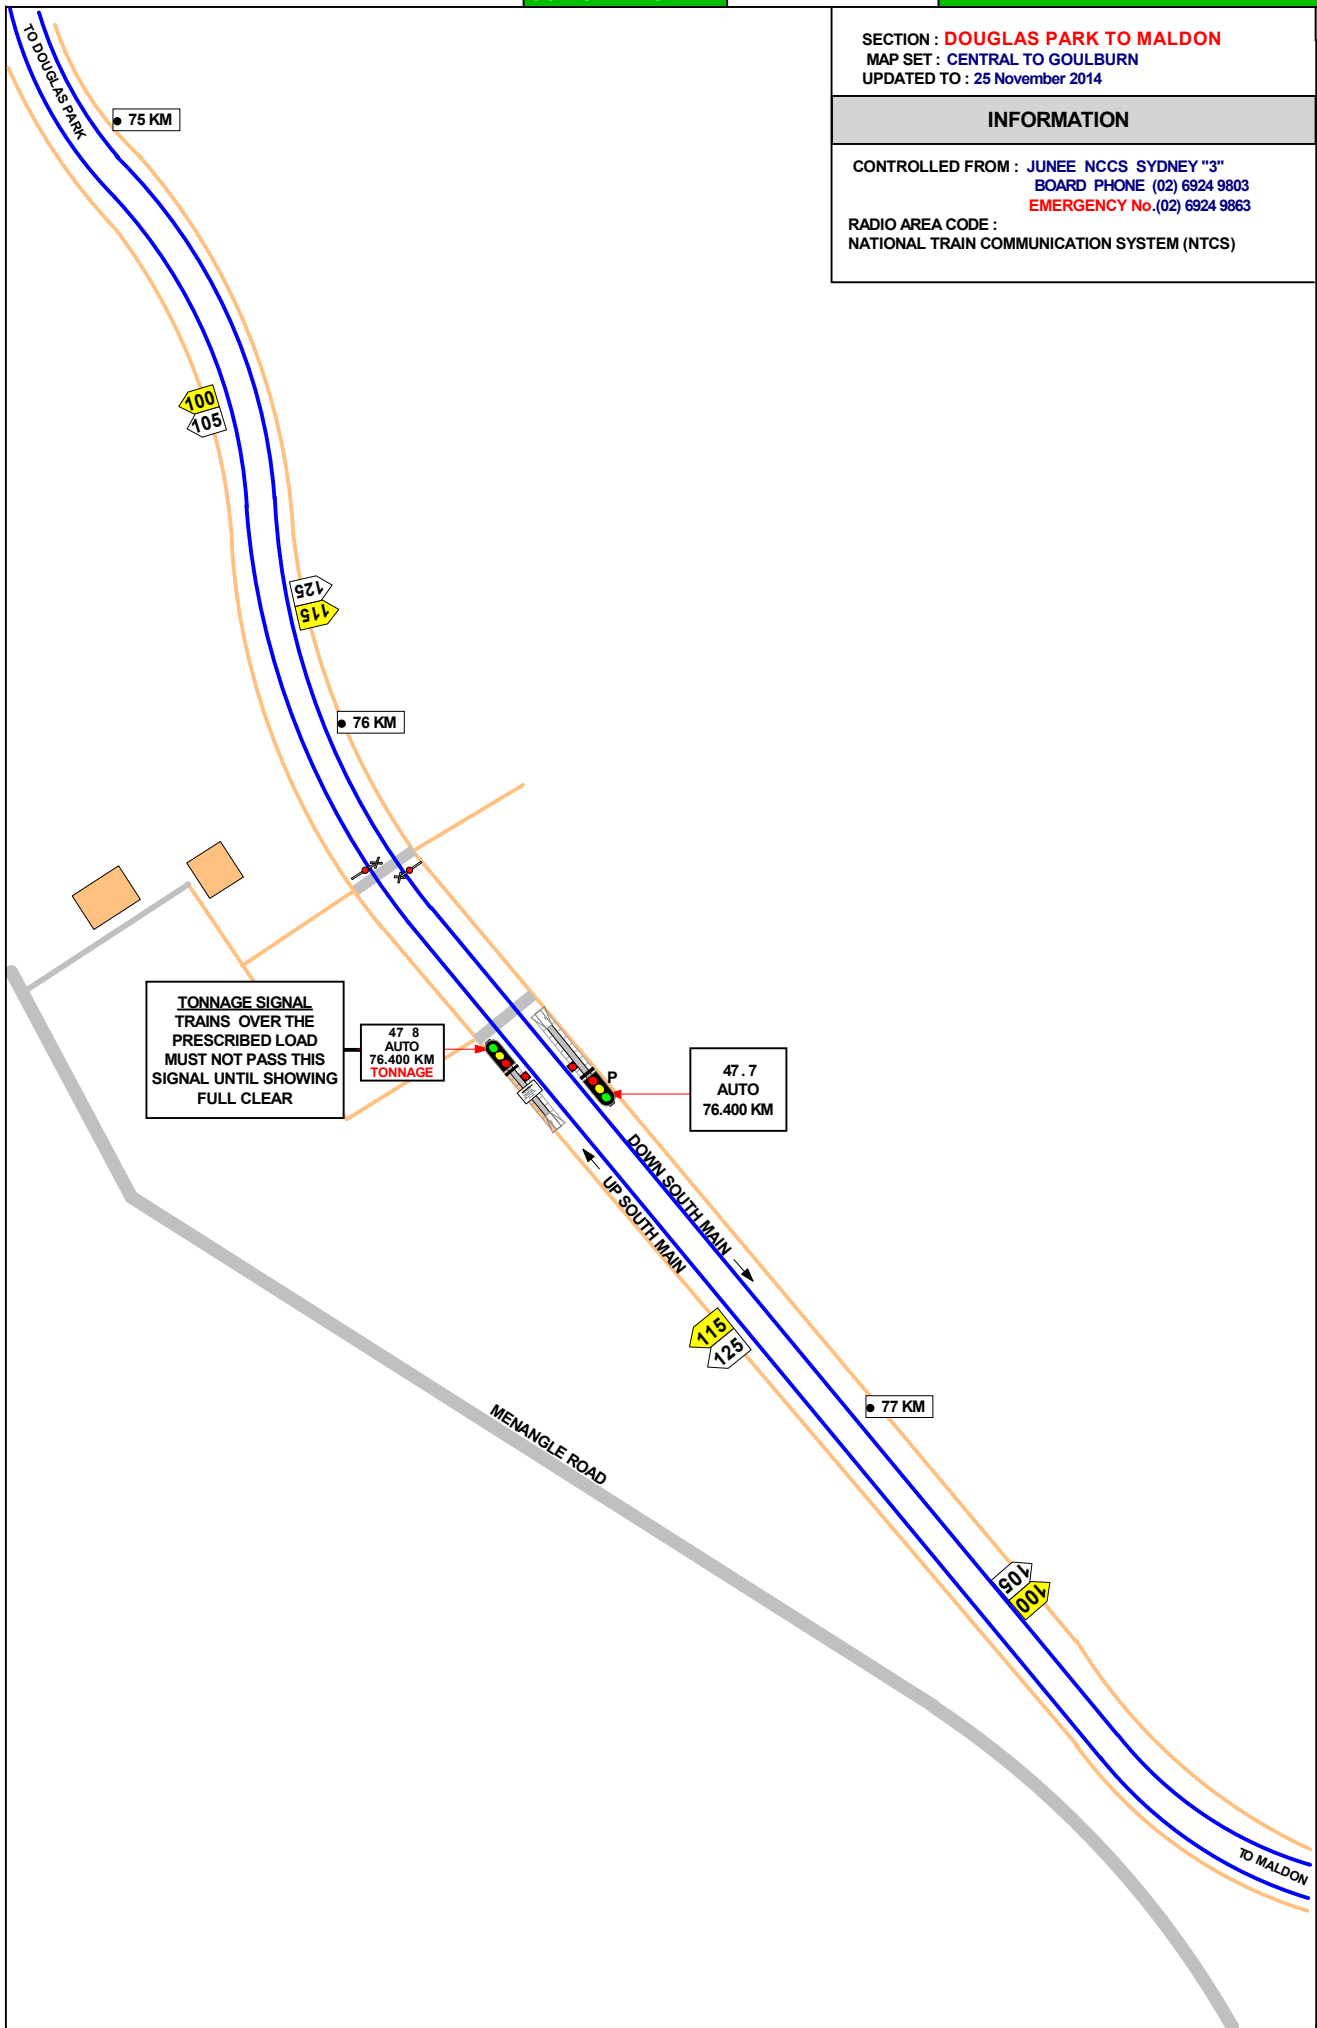 SECTION : DOUGLAS PARK TO MALDON
MAP SET : CENTRAL TO GOULBURN
UPDATED TO : 25 November 2014
INFORMATION
CONTROLLED FROM : JUNEE NCCS SYDNEY "3"
BOARD PHONE (02) 6924 9803
EMERGENCY No.(02) 6924 9863
RADIO AREA CODE :
NATIONAL TRAIN COMMUNICATION SYSTEM (NTCS)
TO DOUGLAS PARK
75 KM
100
105
125
115
76 KM
TONNAGE SIGNAL
TRAINS OVER THE
PRESCRIBED LOAD
MUST NOT PASS THIS
SIGNAL UNTIL SHOWING
FULL CLEAR
47 8
AUTO
76.400 KM
TONNAGE
P
47 . 7
AUTO
76.400 KM
DOWN SOUTH MAIN
UP SOUTH MAIN
115
125
77 KM
MENANGLE ROAD
105
100
TO MALDON